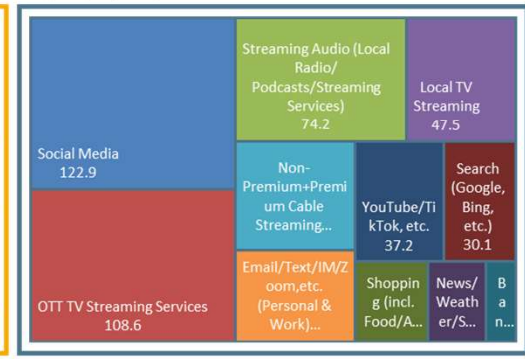 Social Media
122.9
OTT TV Streaming Services
108.6
Streaming Audio (Local
Radio/
Podcasts/Streaming
Services)
74.2
Local TV
Streaming
47.5
Non-
Premium+Premi
um Cable
Streaming...
Email/Text/IM/Z
oom,etc.
(Personal &
Work)...
YouTube/Ti
kTok, etc.
37.2
Search
(Google,
Bing,
etc.)
30.1
Shoppin
g (incl.
Food/A...
News/
Weath
er/S...
B
a
n...